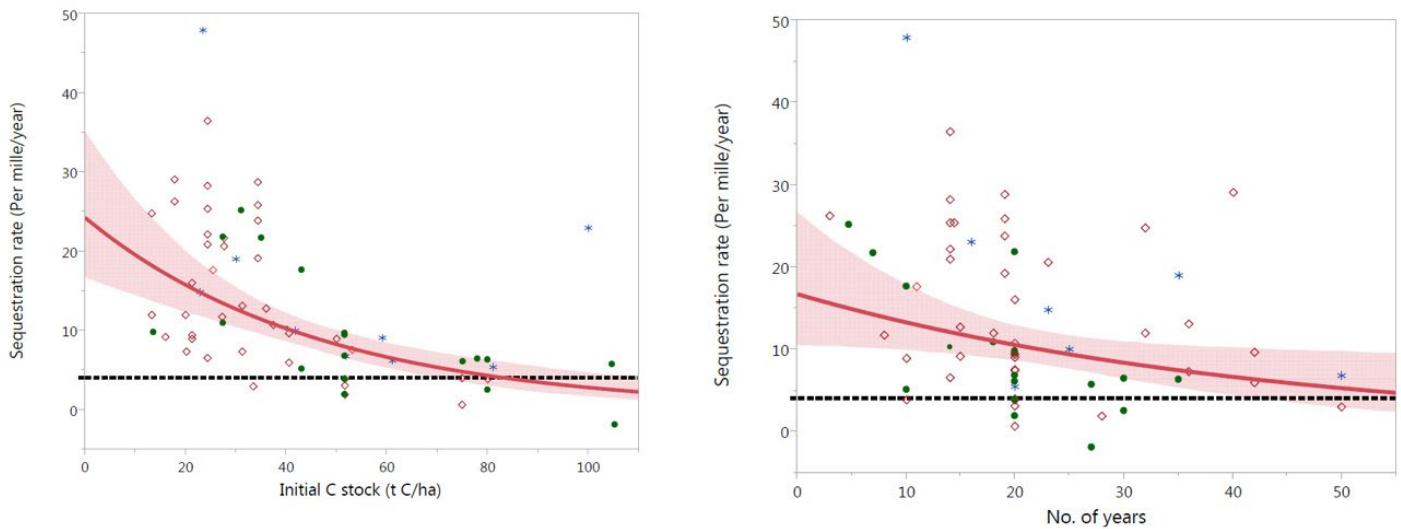 50
40
30
20
10
0
Sequestration rate (Per mille/year)
0 20 40 60 80 100
Initial C stock (t C/ha)
50
40
30
20
10
0
Sequestration rate (Per mille/year)
0 10 20 30 40 50
No. of years